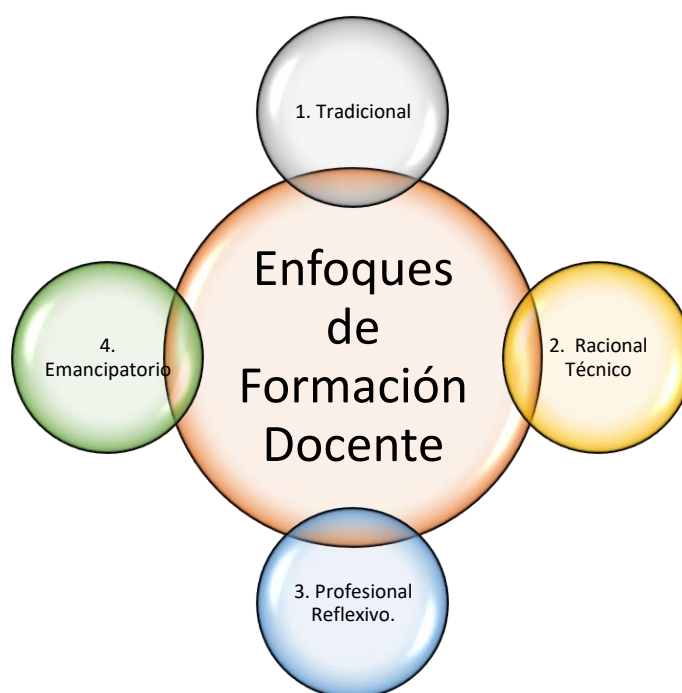 1. Tradicional
Enfoques
de
Formación
Docente
2. Racional
Técnico
3. Profesional
Reflexivo.
4.
Emancipatorio